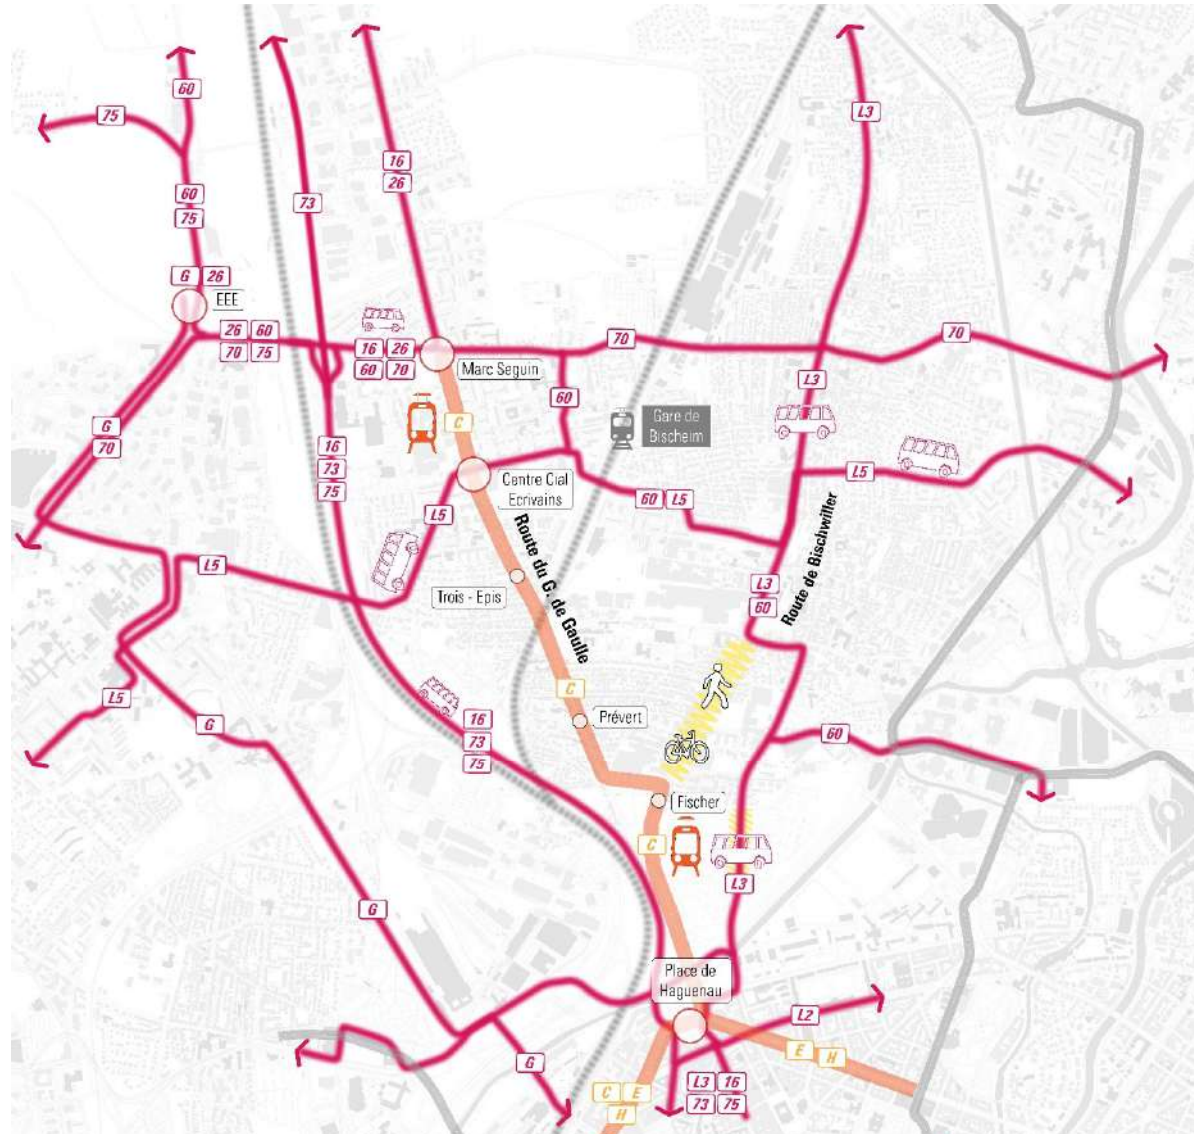 60
75
L3
16
26
73
60
75
G 26
EEE
26 60
70 75
16 26
60 70
Marc Seguin
70
70
L3
60
C
Gare de
Bischeim
G
70
16
73
75
Centre Cial
Ecrivains
L5
60 L5
L5
Route de Bischwiller
Route du G. de Gaulle
L5
Trois - Epis
L3
60
L5
G
C
16
73
75
Prévert
60
Fischer
C
L3
G
Place de
Haguenau
L2
E H
G
C E
H
L3 16
73 75